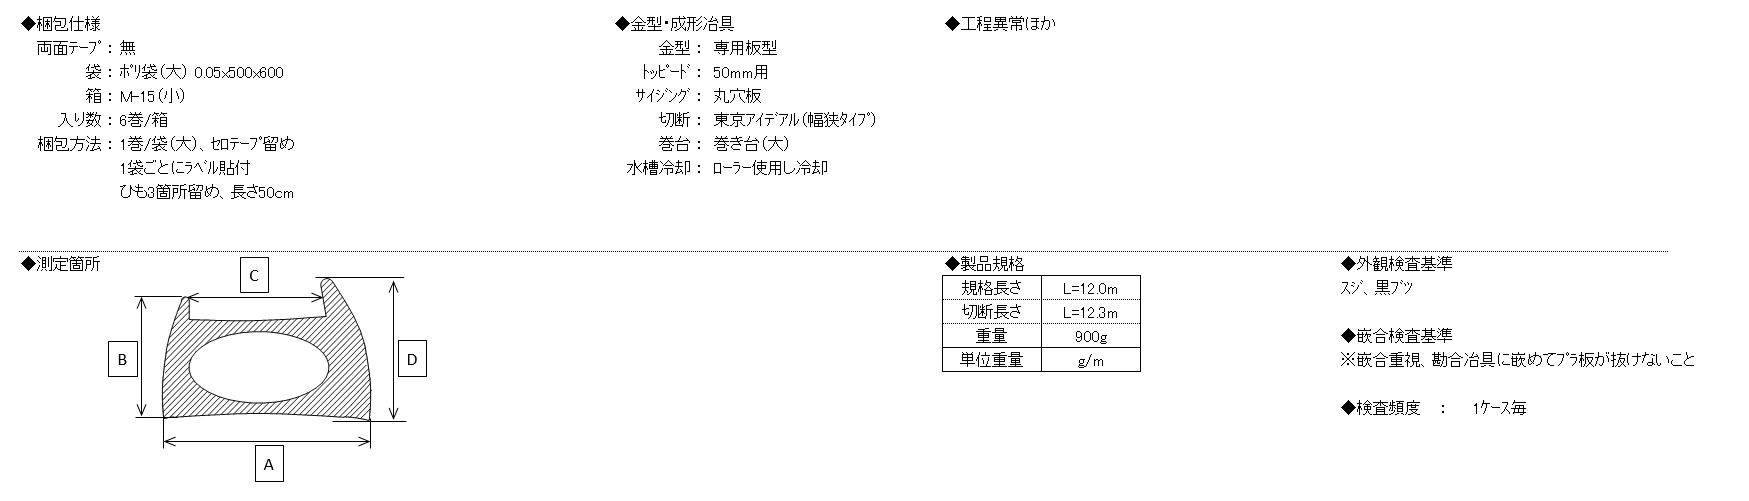 ◆梱包仕様
両面ﾃｰﾌﾟ： 無
袋： ﾎﾟﾘ袋（大） 0.05x500x600
箱： M-15（小）
入り数： 6巻/箱
梱包方法： 1巻/袋（大）、ｾﾛﾃｰﾌﾟ留め
1袋ごとにﾗﾍﾞﾙ貼付
ひも3箇所留め、長さ50cm
◆金型・成形冶具
金型： 専用板型
ﾄｯﾋﾟｰﾄﾞ： 50mm用
ｻｲｼﾞﾝｸﾞ： 丸穴板
切断： 東京ｱｲﾃﾞｱﾙ（幅狭ﾀｲﾌﾟ）
巻台： 巻き台（大）
水槽冷却： ﾛｰﾗｰ使用し冷却
◆工程異常ほか
◆測定箇所
C
B
D
A
◆製品規格
規格長さ L=12.0m
切断長さ L=12.3m
重量 900g
単位重量 g/m
◆外観検査基準
ｽｼﾞ、黒ﾌﾞﾂ
◆嵌合検査基準
※嵌合重視、勘合冶具に嵌めてﾌﾟﾗ板が抜けないこと
◆検査頻度 ： 1ｹｰｽ毎